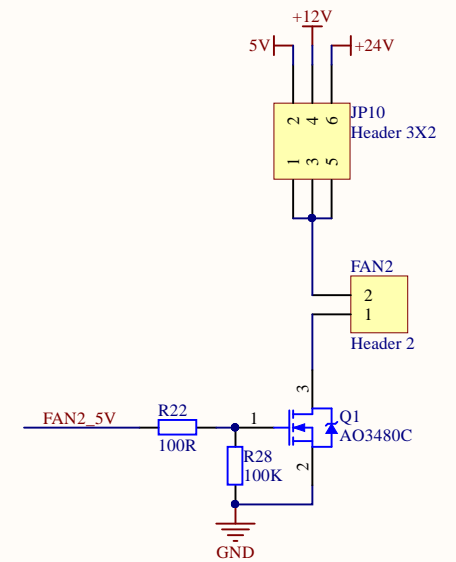 +12V
5V
+24V
2
4
6
JP10
Header 3X2
1
3
5
FAN2
2
1
Header 2
3
FAN2_5V
R22
1
Q1
100R
AO3480C
R28
2
100K
GND